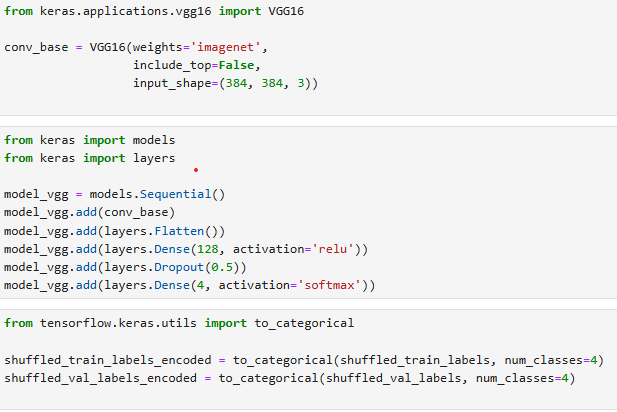 from keras.applications.vgg16 import VGG16
conv_base = VGG16(weights='imagenet',
                  include_top=False,
                  input_shape=(384, 384, 3))
from keras import models
from keras import layers
model_vgg = models.Sequential()
model_vgg.add(conv_base)
model_vgg.add(layers.Flatten())
model_vgg.add(layers.Dense(128, activation='relu'))
model_vgg.add(layers.Dropout(0.5))
model_vgg.add(layers.Dense(4, activation='softmax'))
from tensorflow.keras.utils import to_categorical
shuffled_train_labels_encoded = to_categorical(shuffled_train_labels, num_classes=4)
shuffled_val_labels_encoded = to_categorical(shuffled_val_labels, num_classes=4)